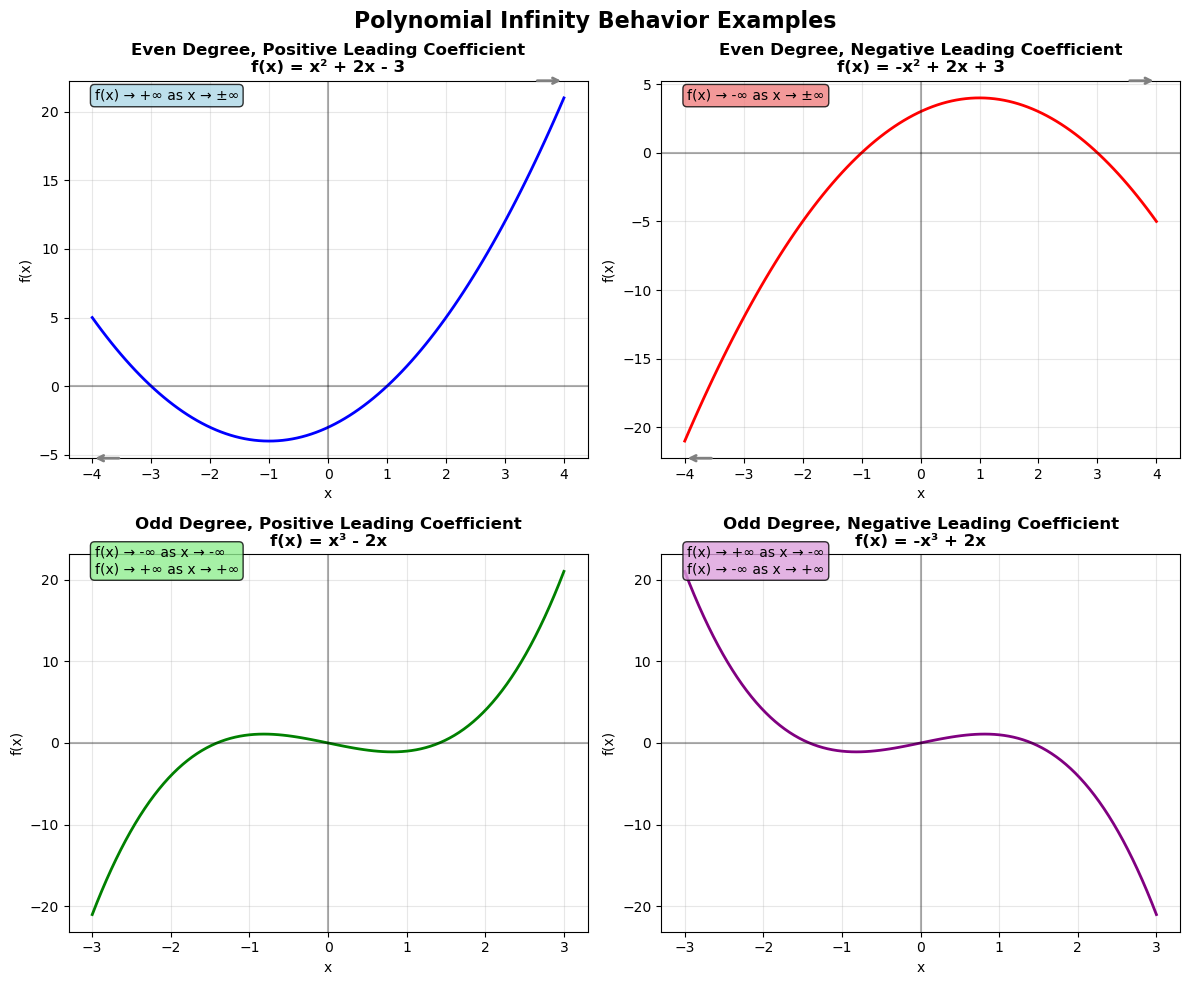 Polynomial Infinity Behavior Examples
Even Degree, Positive Leading Coefficient
f(x) = x² + 2x - 3
f(x) → +∞ as x → ±∞
20
15
10
5
0
−5
f(x)
−4 −3 −2 −1 0 1 2 3 4
x
Even Degree, Negative Leading Coefficient
f(x) = -x² + 2x + 3
f(x) → -∞ as x → ±∞
5
0
−5
−10
−15
−20
f(x)
−4 −3 −2 −1 0 1 2 3 4
x
Odd Degree, Positive Leading Coefficient
f(x) = x³ - 2x
f(x) → -∞ as x → -∞
f(x) → +∞ as x → +∞
20
10
0
−10
−20
f(x)
−3 −2 −1 0 1 2 3
x
Odd Degree, Negative Leading Coefficient
f(x) = -x³ + 2x
f(x) → +∞ as x → -∞
f(x) → -∞ as x → +∞
20
10
0
−10
−20
f(x)
−3 −2 −1 0 1 2 3
x